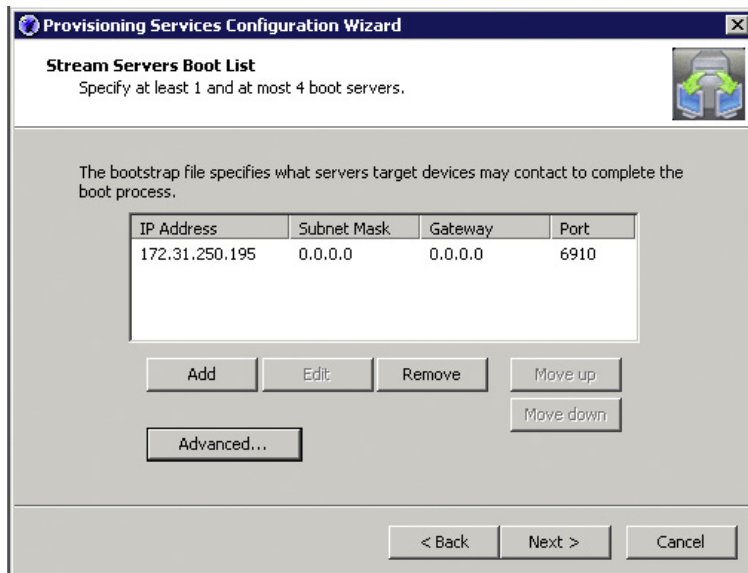 Provisioning Services Configuration Wizard
Stream Servers Boot List
Specify at least 1 and at most 4 boot servers.
The bootstrap file specifies what servers target devices may contact to complete the
boot process.
IP Address Subnet Mask Gateway Port
172.31.250.195 0.0.0.0 0.0.0.0 6910
Add Edit Remove Move up
Move down
Advanced...
< Back Next > Cancel